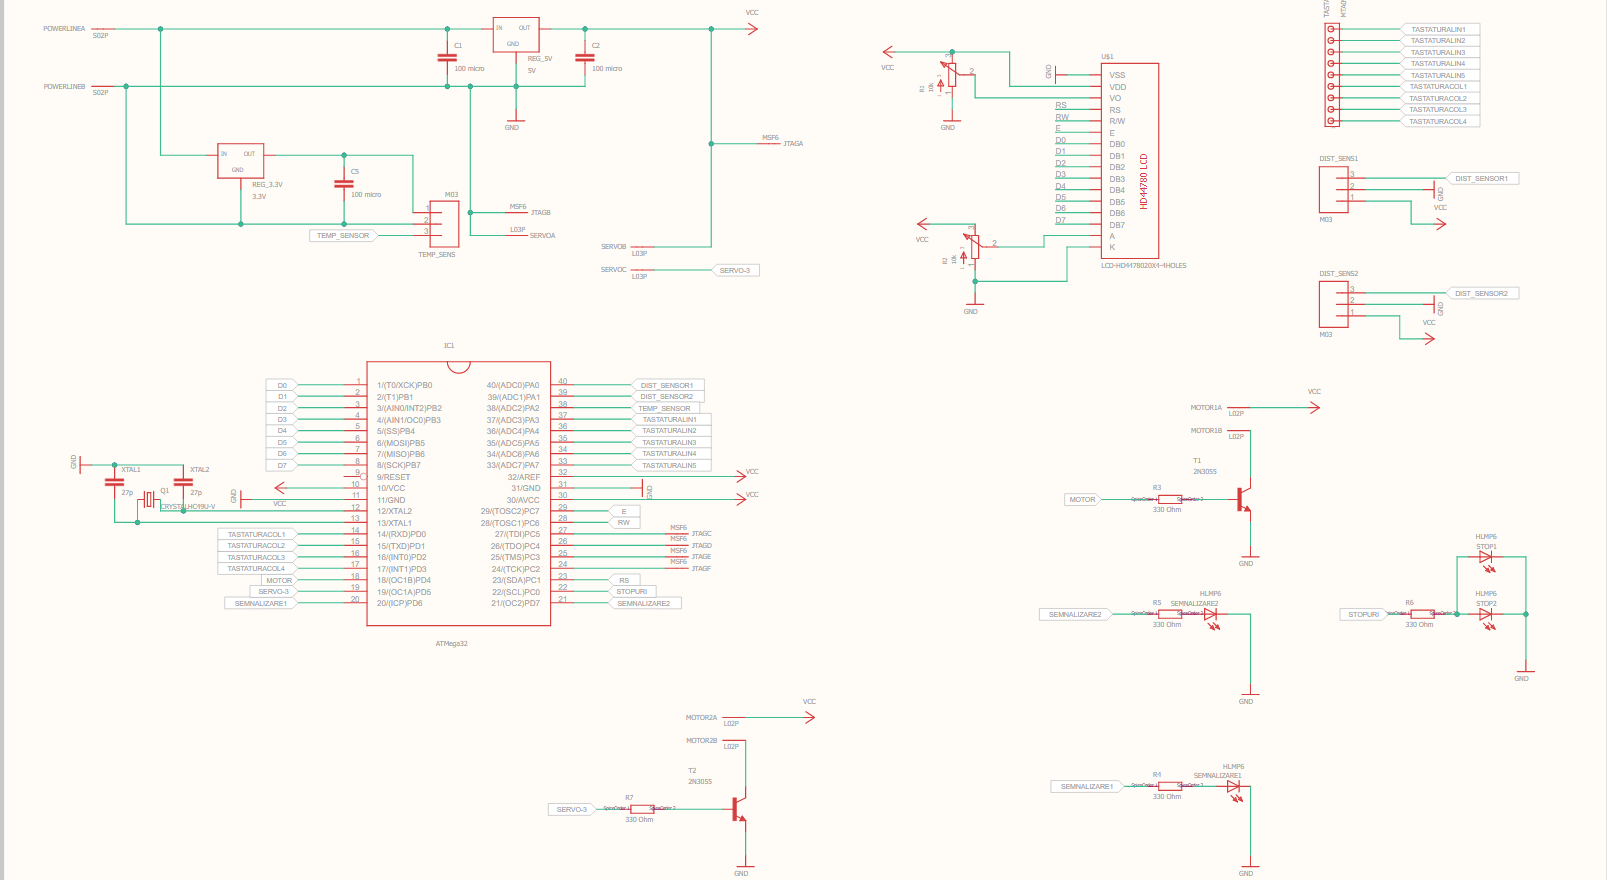 POWERLINEA
S02P
POWERLINEB
S02P
C1
100 micro
IN
OUT
GND
REG_5V
5V
C2
100 micro
VCC
GND
IN
OUT
GND
REG_3.3V
3.3V
C5
100 micro
M03
1
2
3
TEMP_SENSOR
TEMP_SENS
MSF6
JTAGB
L03P
SERVOA
MSF6
JTAGA
SERVOB
L03P
SERVOC
L03P
SERVO-3
VCC
R1
10k
3
2
1
GND
VCC
R2
10k
3
2
1
GND
U$1
GND
VSS
VDD
VO
RS
RS
RW
R/W
E
E
D0
DB0
D1
DB1
D2
DB2
D3
DB3
D4
DB4
D5
DB5
D6
DB6
D7
DB7
A
K
HD44780 LCD
LCD-HD4478020X4-4HOLES
TASTATURALIN1
TASTATURALIN2
TASTATURALIN3
TASTATURALIN4
TASTATURALIN5
TASTATURACOL1
TASTATURACOL2
TASTATURACOL3
TASTATURACOL4
DIST_SENS1
3
2
1
DIST_SENSOR1
GND
VCC
M03
DIST_SENS2
3
2
1
DIST_SENSOR2
GND
VCC
M03
IC1
D0 1 1/(T0/XCK)PB0 40/(ADC0)PA0 40 DIST_SENSOR1
D1 2 2/(T1)PB1 39/(ADC1)PA1 39 DIST_SENSOR2
D2 3 3/(AIN0/INT2)PB2 38/(ADC2)PA2 38 TEMP_SENSOR
D3 4 4/(AIN1/OC0)PB3 37/(ADC3)PA3 37 TASTATURALIN1
D4 5 5/(SS)PB4 36/(ADC4)PA4 36 TASTATURALIN2
D5 6 6/(MOSI)PB5 35/(ADC5)PA5 35 TASTATURALIN3
D6 7 7/(MISO)PB6 34/(ADC6)PA6 34 TASTATURALIN4
D7 8 8/(SCK)PB7 33/(ADC7)PA7 33 TASTATURALIN5
9 9/RESET 32/AREF 32 VCC
VCC 10 10/VCC 31/GND 31 GND
GND 11 11/GND 30/AVCC 30 VCC
12 12/XTAL2 29/(TOSC2)PC7 29 E
13 13/XTAL1 28/(TOSC1)PC6 28 RW
TASTATURACOL1 14 14/(RXD)PD0 27/(TDI)PC5 27 MSF6 JTAGC
TASTATURACOL2 15 15/(TXD)PD1 26/(TDO)PC4 26 MSF6 JTAGD
TASTATURACOL3 16 16/(INT0)PD2 25/(TMS)PC3 25 MSF6 JTAGE
TASTATURACOL4 17 17/(INT1)PD3 24/(TCK)PC2 24 MSF6 JTAGF
MOTOR 18 18/(OC1B)PD4 23/(SDA)PC1 23 RS
SERVO-3 19 19/(OC1A)PD5 22/(SCL)PC0 22 STOPURI
SEMNALIZARE1 20 20/(ICP)PD6 21/(OC2)PD7 21 SEMNALIZARE2
ATMega32
GND
XTAL1
27p
Q1
CRYSTALHC49U-V
XTAL2
27p
VCC
MOTOR1A
L02P
MOTOR1B
L02P
T1
2N3055
MOTOR
R3
330 Ohm
GND
SEMNALIZARE2
R5
330 Ohm
HLMP6
SEMNALIZARE2
GND
HLMP6
STOP1
STOPURI
R6
330 Ohm
HLMP6
STOP2
GND
VCC
MOTOR2A
L02P
MOTOR2B
L02P
T2
2N3055
SERVO-3
R7
330 Ohm
GND
SEMNALIZARE1
R4
330 Ohm
HLMP6
SEMNALIZARE1
GND